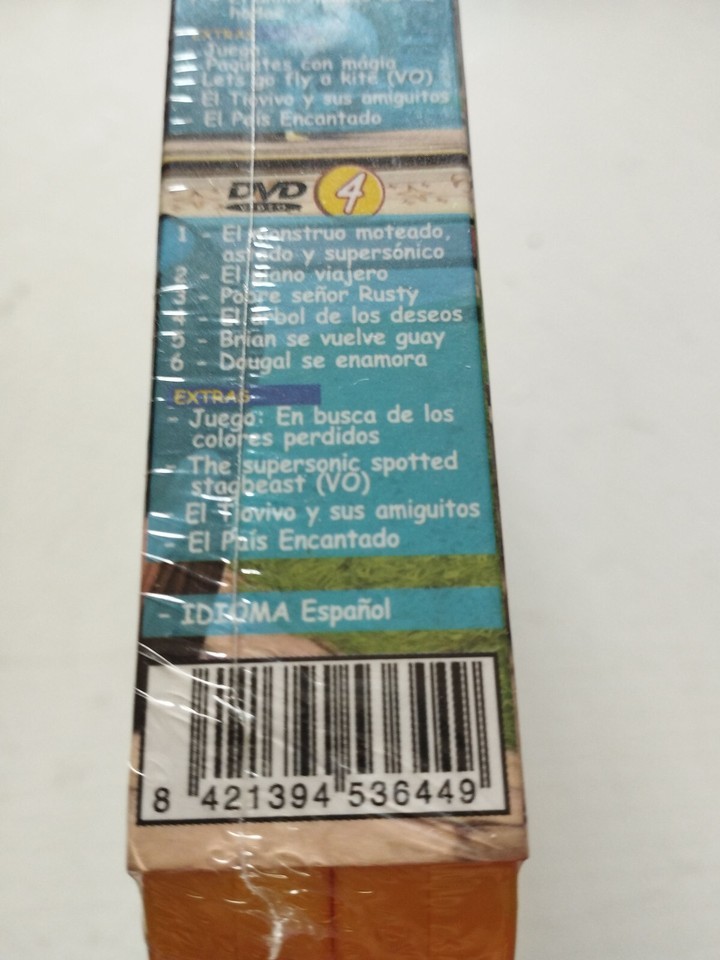 EXTRAS
- Juego
- Paquetes con mágia
- Lets go fly a kite (VO)
- El Tiovivo y sus amiguitos
- El País Encantado
DVD
VIDEO
4
1 - El monstruo moteado,
astado y supersónico
2 - El piano viajero
3 - Pobre señor Rusty
4 - El árbol de los deseos
5 - Brian se vuelve guay
6 - Dougal se enamora
EXTRAS
- Juego: En busca de los
colores perdidos
- The supersonic spotted
stagbeast (VO)
El Tiovivo y sus amiguitos
- El País Encantado
- IDIOMA Español
8 421394 536449